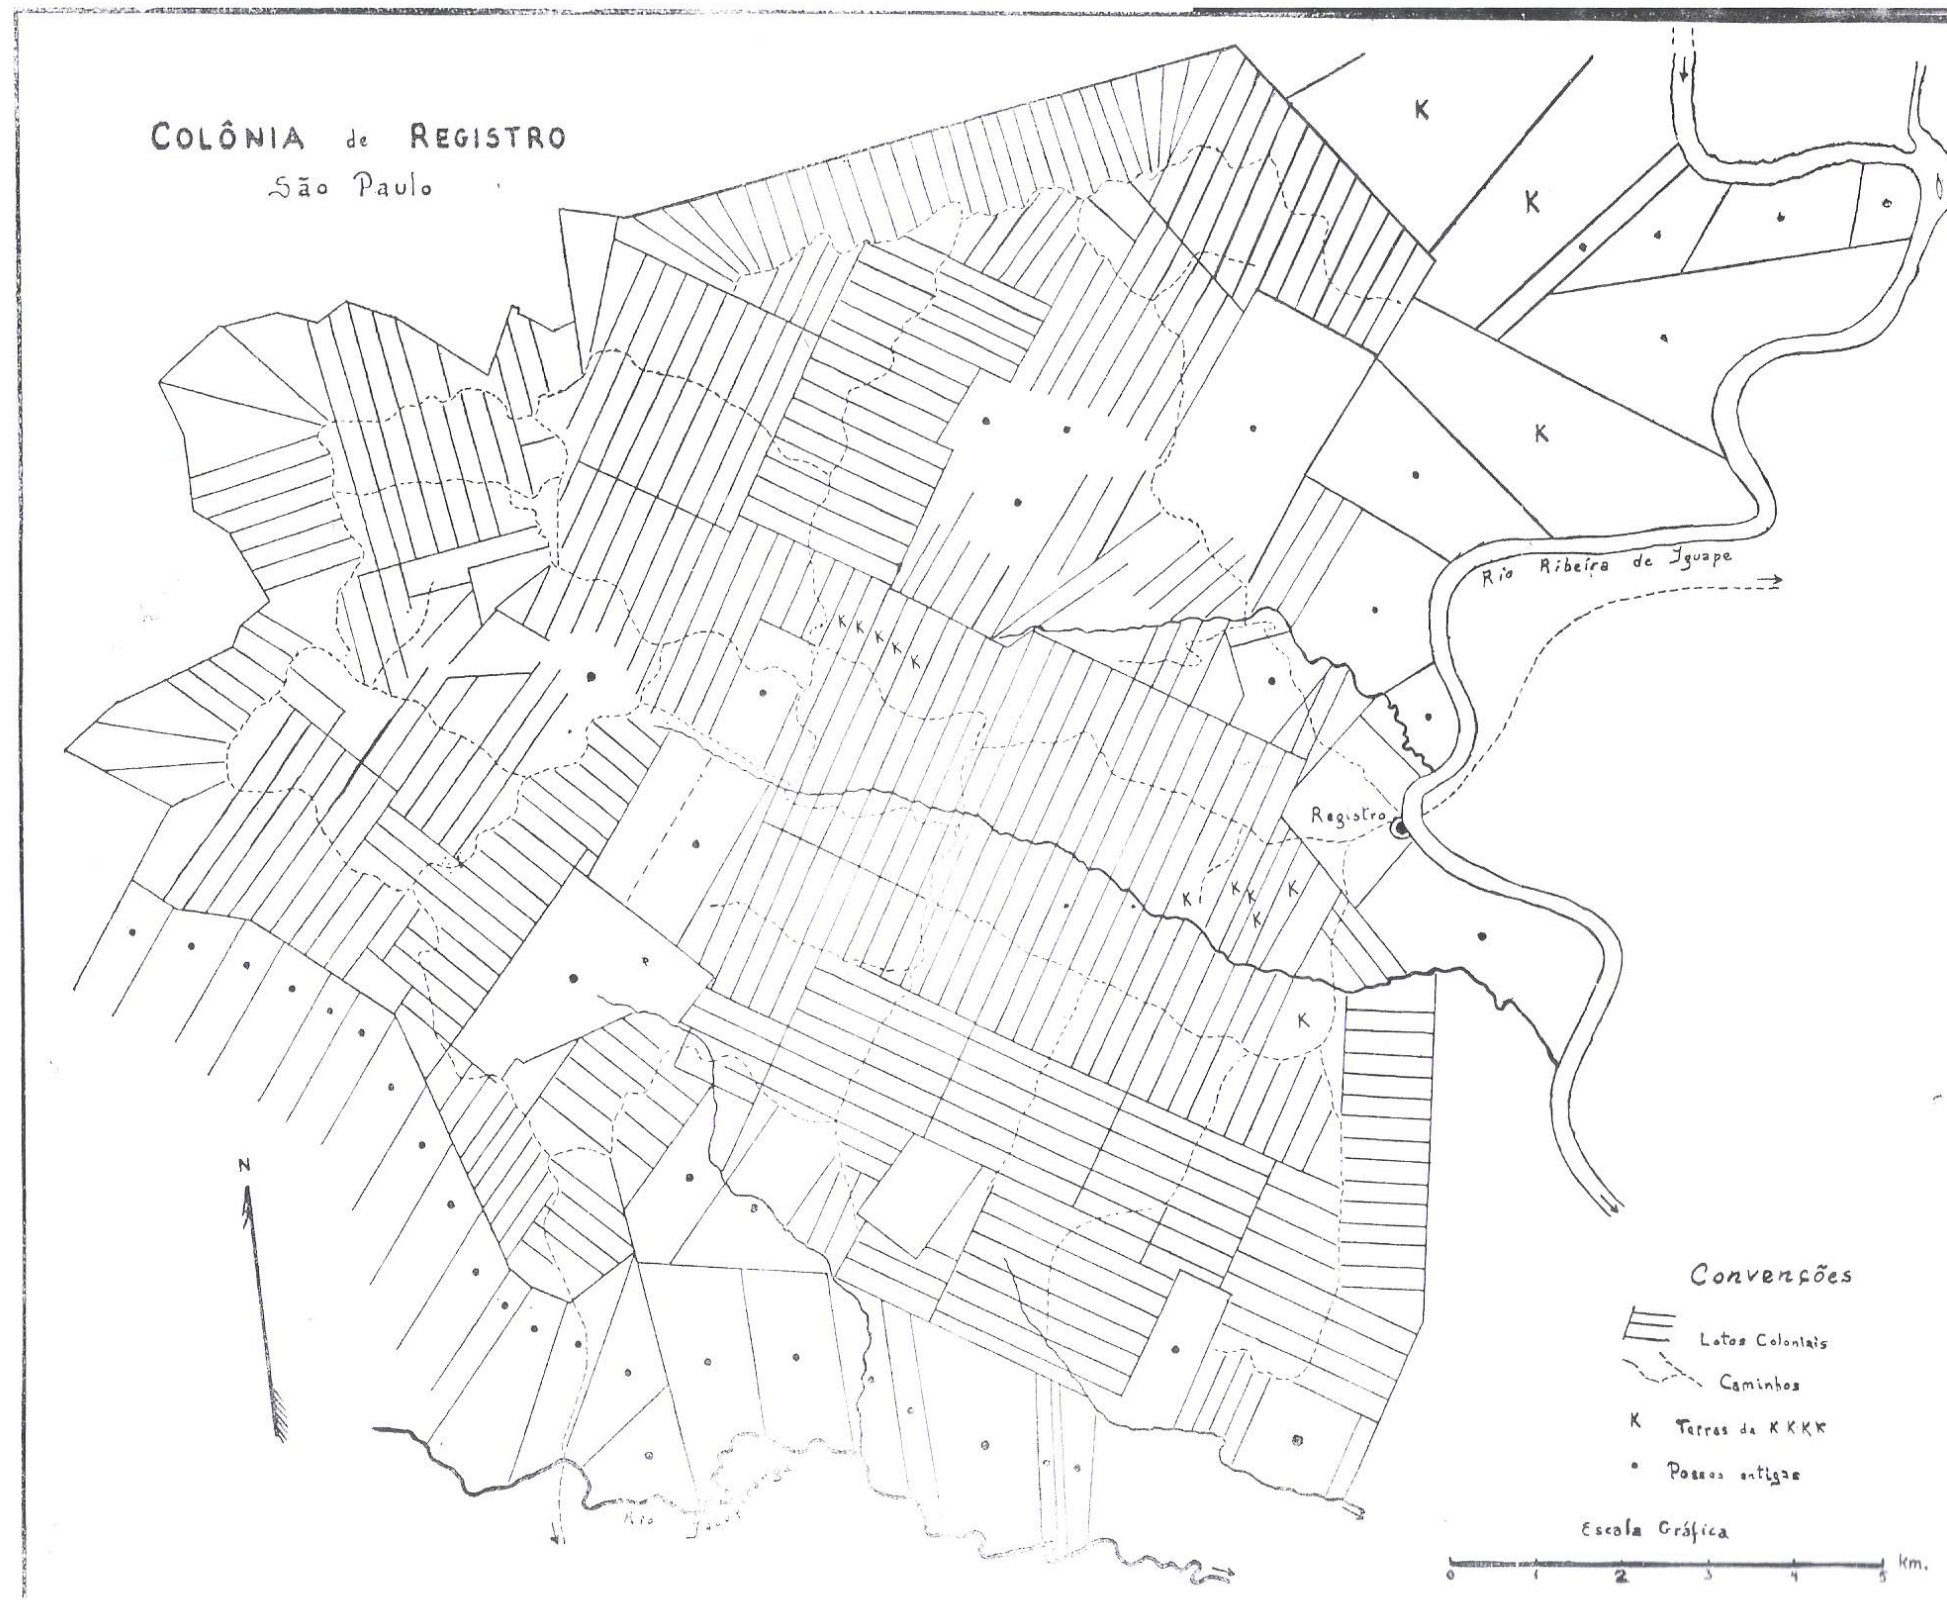 COLÔNIA de REGISTRO
São Paulo
K
K
K
Rio Ribeira de Iguape
K K K K K
Registro
K
K K
K
K
K
N
Convenções
Lotes Coloniais
Caminhos
K Terras da KKKK
Posses antigas
Rio
Escala Gráfica
0 1 2 3 4 5 km.